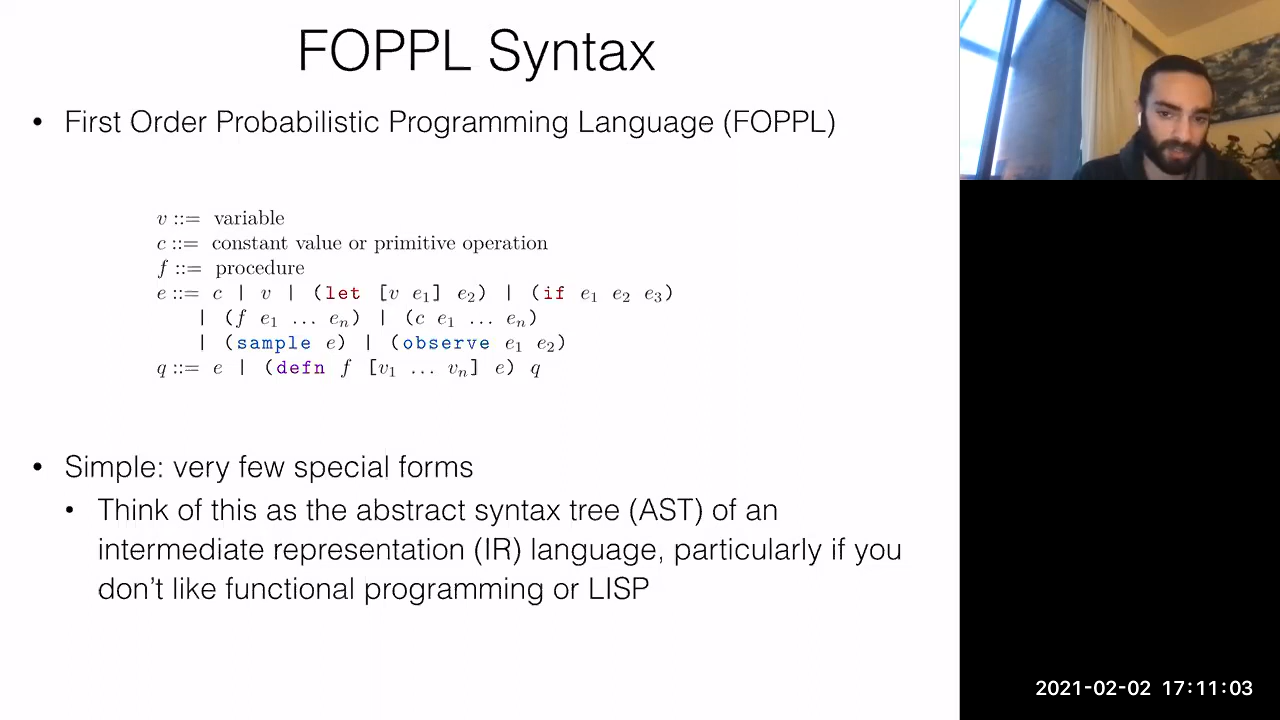 FOPPL Syntax
• First Order Probabilistic Programming Language (FOPPL)
v ::= variable
c ::= constant value or primitive operation
f ::= procedure
e ::= c | v | (let [v e₁] e₂) | (if e₁ e₂ e₃)
| (f e₁ ... eₙ) | (c e₁ ... eₙ)
| (sample e) | (observe e₁ e₂)
q ::= e | (defn f [v₁ ... vₙ] e) q
• Simple: very few special forms
• Think of this as the abstract syntax tree (AST) of an
intermediate representation (IR) language, particularly if you
don't like functional programming or LISP
2021-02-02 17:11:03